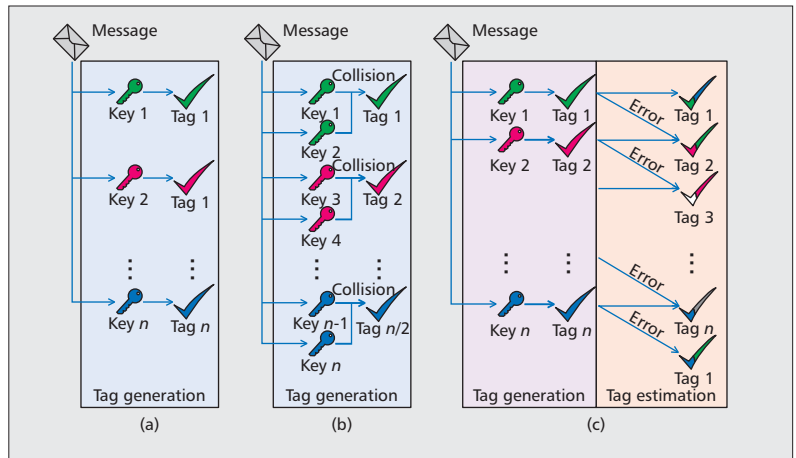 Message
Key 1
Tag 1
Key 2
Tag 1
⋮ ⋮
Key n
Tag n
Tag generation
(a)
Message
Collision
Key 1
Tag 1
Key 2
Collision
Key 3
Tag 2
Key 4
⋮ ⋮
Collision
Key n-1
Tag n/2
Key n
Tag generation
(b)
Message
Key 1
Tag 1
Error
Tag 1
Key 2
Tag 2
Error
Tag 2
Tag 3
⋮ ⋮ ⋮
Error
Key n
Tag n
Tag n
Error
Tag 1
Tag generation
Tag estimation
(c)